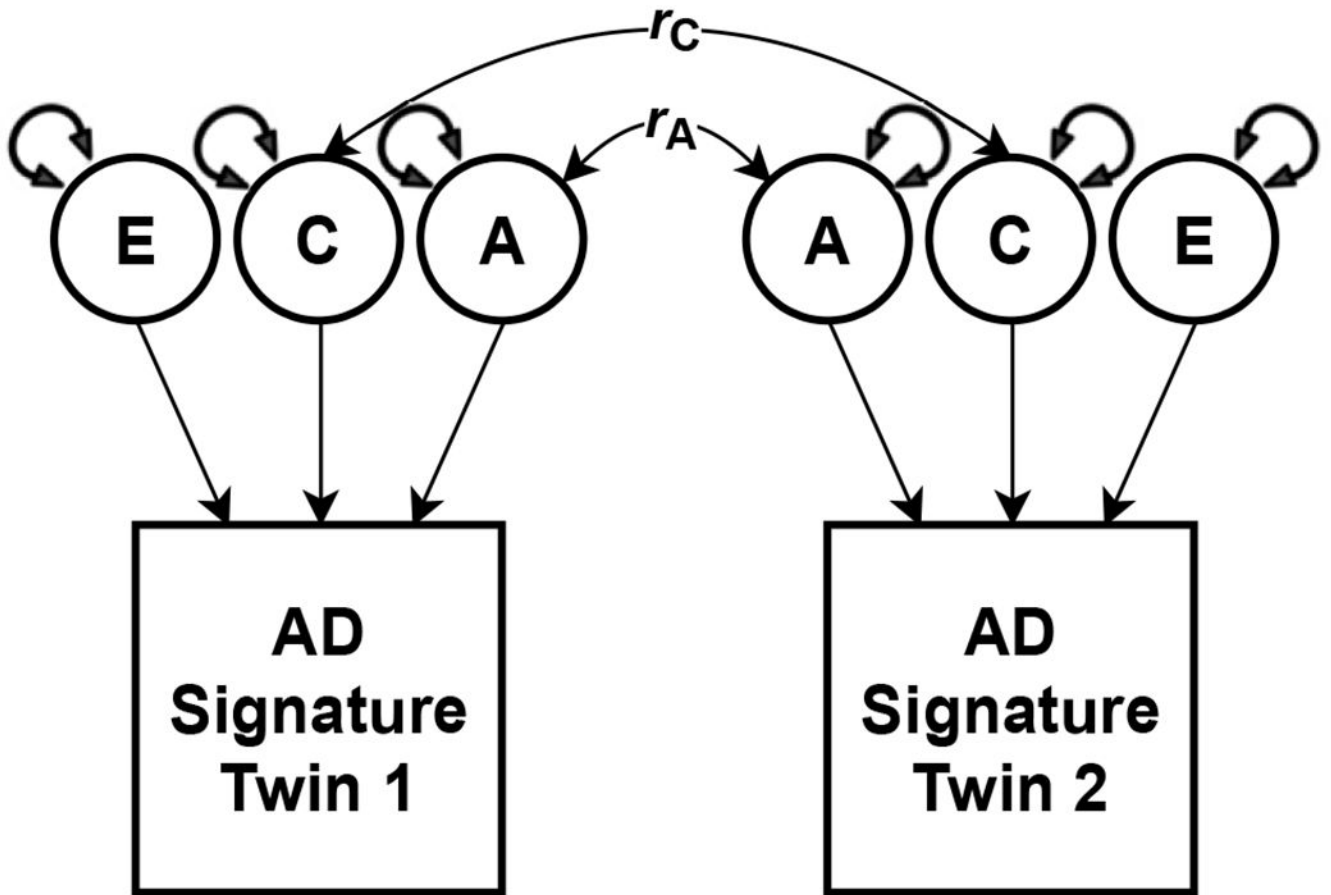 rC
rA
E C A A C E
AD
Signature
Twin 1
AD
Signature
Twin 2